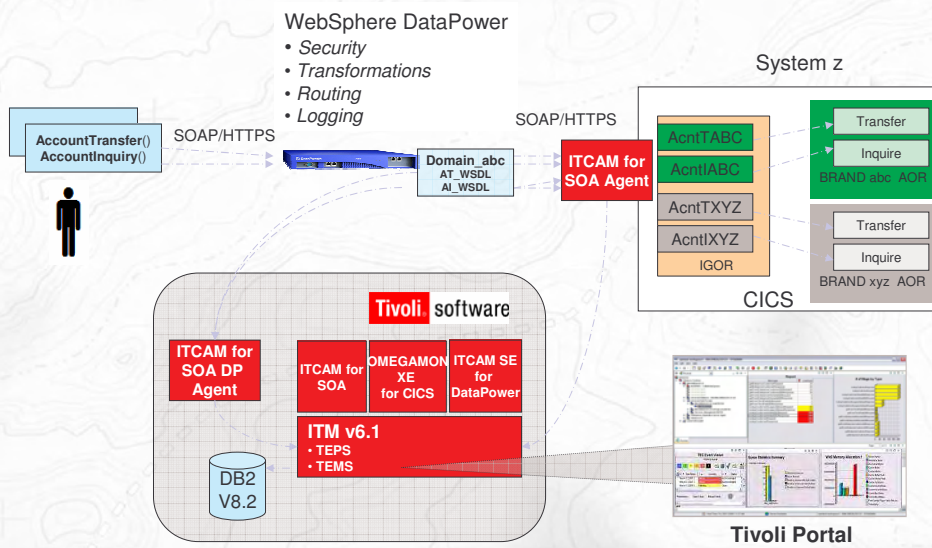 WebSphere DataPower
• Security
• Transformations
• Routing
• Logging
System z
AccountTransfer()
AccountInquiry()
SOAP/HTTPS
DataPower
Domain_abc
AT_WSDL
AI_WSDL
SOAP/HTTPS
ITCAM for
SOA Agent
AcntTABC
AcntIABC
AcntTXYZ
AcntIXYZ
IGOR
Transfer
Inquire
BRAND abc AOR
Transfer
Inquire
BRAND xyz AOR
CICS
Tivoli. software
ITCAM for
SOA DP
Agent
ITCAM for
SOA
OMEGAMON
XE
for CICS
ITCAM SE
for
DataPower
ITM v6.1
• TEPS
• TEMS
DB2
V8.2
Tivoli Portal